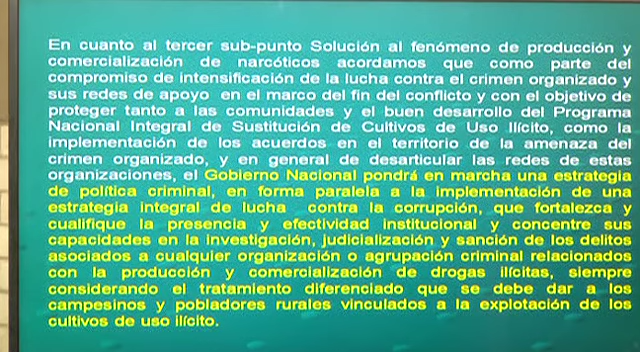 En cuanto al tercer sub-punto Solución al fenómeno de producción y
comercialización de narcóticos acordamos que como parte del
compromiso de intensificación de la lucha contra el crimen organizado y
sus redes de apoyo en el marco del fin del conflicto y con el objetivo de
proteger tanto a las comunidades y el buen desarrollo del Programa
Nacional Integral de Sustitución de Cultivos de Uso Ilícito, como la
implementación de los acuerdos en el territorio de la amenaza del
crimen organizado, y en general de desarticular las redes de estas
organizaciones, el Gobierno Nacional pondrá en marcha una estrategia
de política criminal, en forma paralela a la implementación de una
estrategia integral de lucha contra la corrupción, que fortalezca y
cualifique la presencia y efectividad institucional y concentre sus
capacidades en la investigación, judicialización y sanción de los delitos
asociados a cualquier organización o agrupación criminal relacionados
con la producción y comercialización de drogas ilícitas, siempre
considerando el tratamiento diferenciado que se debe dar a los
campesinos y pobladores rurales vinculados a la explotación de los
cultivos de uso ilícito.